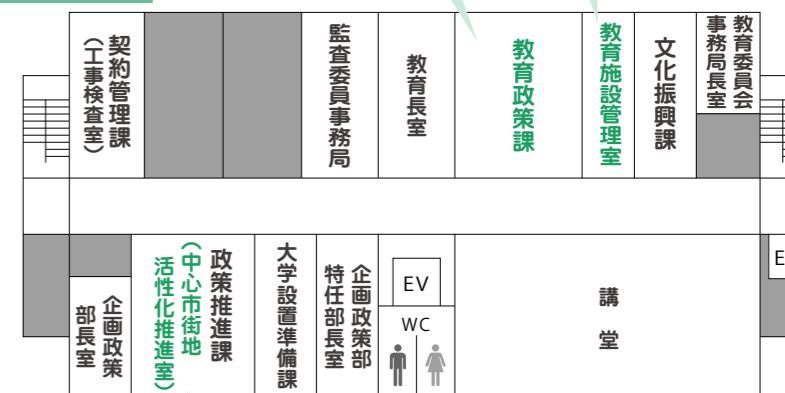 契約管理課
（工事検査室）
監査委員事務局
教育長室
教育政策課
教育施設管理室
文化振興課
教育委員会
事務局長室
企画政策
部長室
政策推進課
（中心市街地
活性化推進室）
大学設置準備課
企画政策部
特任部長室
EV
WC
講堂
E